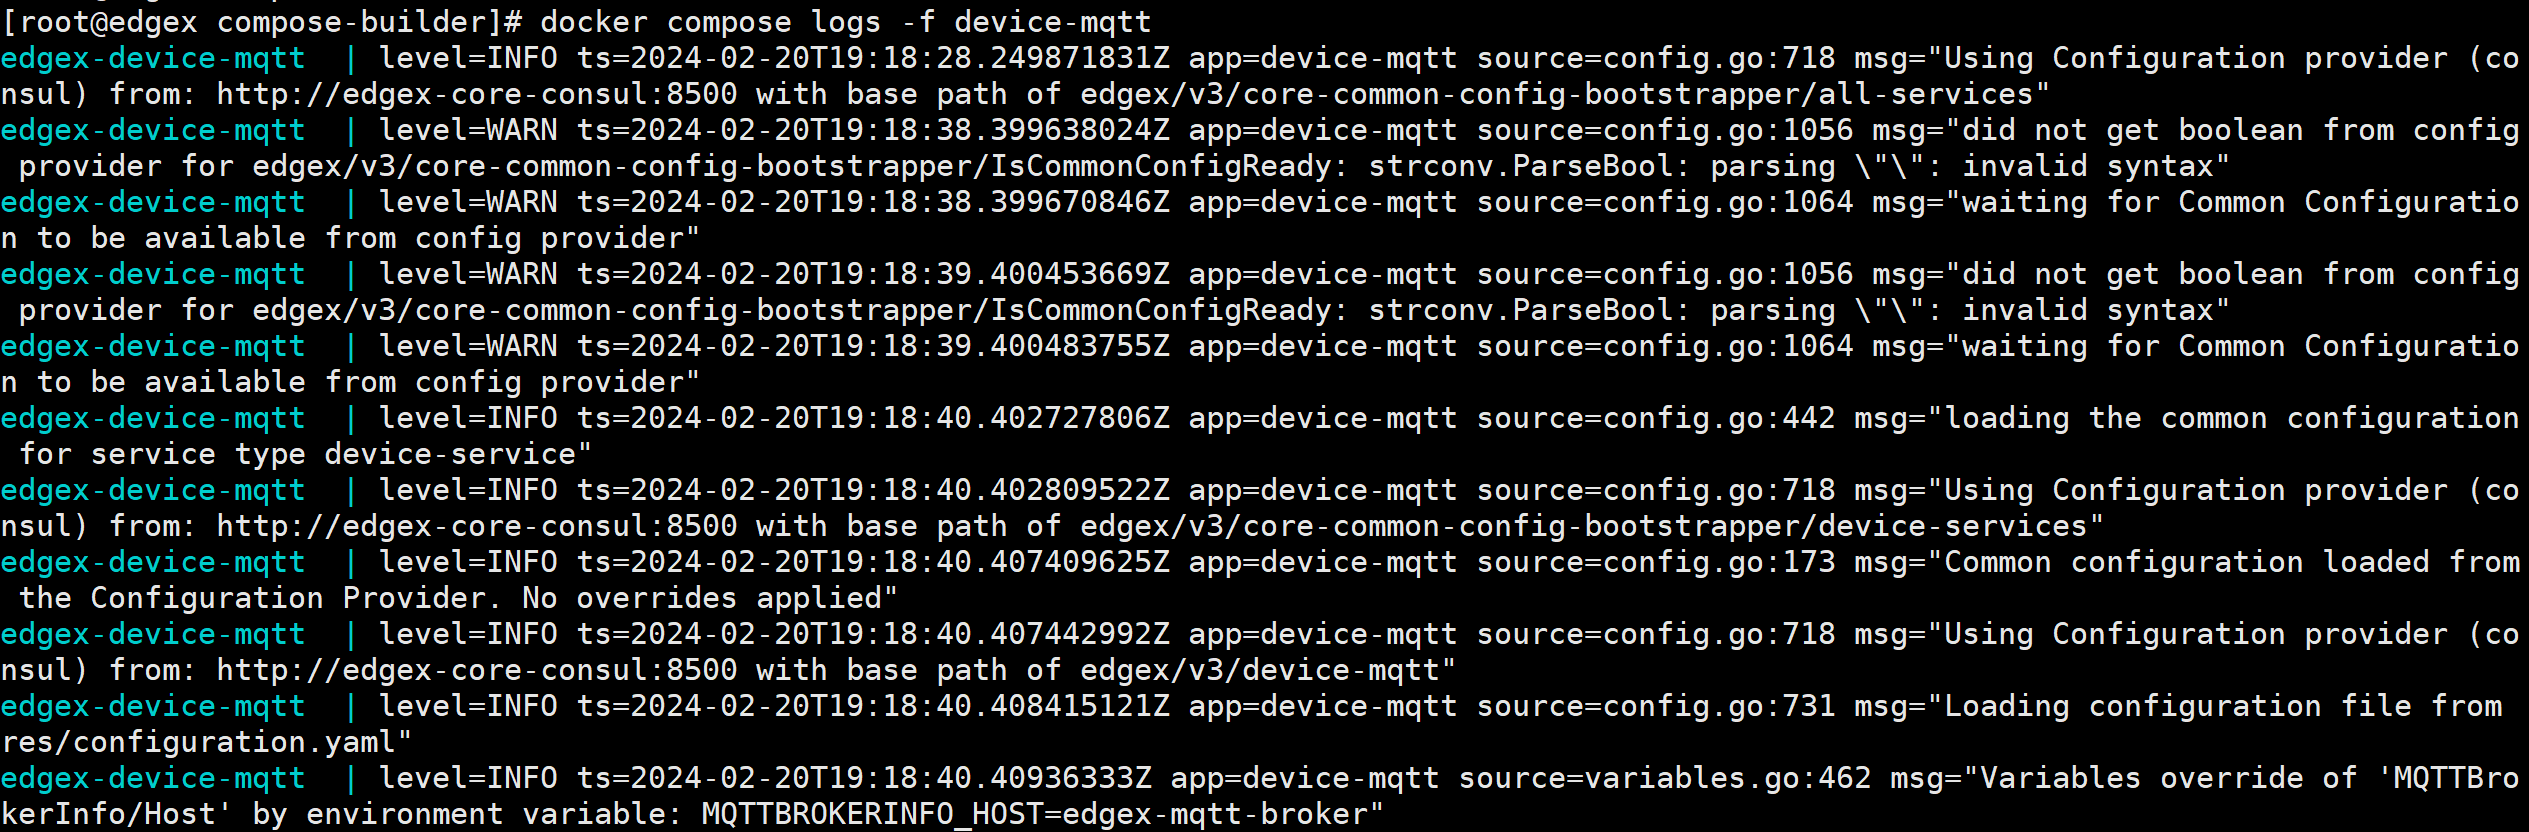 [root@edgex compose-builder]# docker compose logs -f device-mqtt
edgex-device-mqtt  | level=INFO ts=2024-02-20T19:18:28.249871831Z app=device-mqtt source=config.go:718 msg="Using Configuration provider (co
nsul) from: http://edgex-core-consul:8500 with base path of edgex/v3/core-common-config-bootstrapper/all-services"
edgex-device-mqtt  | level=WARN ts=2024-02-20T19:18:38.399638024Z app=device-mqtt source=config.go:1056 msg="did not get boolean from config
 provider for edgex/v3/core-common-config-bootstrapper/IsCommonConfigReady: strconv.ParseBool: parsing \"\": invalid syntax"
edgex-device-mqtt  | level=WARN ts=2024-02-20T19:18:38.399670846Z app=device-mqtt source=config.go:1064 msg="waiting for Common Configuratio
n to be available from config provider"
edgex-device-mqtt  | level=WARN ts=2024-02-20T19:18:39.400453669Z app=device-mqtt source=config.go:1056 msg="did not get boolean from config
 provider for edgex/v3/core-common-config-bootstrapper/IsCommonConfigReady: strconv.ParseBool: parsing \"\": invalid syntax"
edgex-device-mqtt  | level=WARN ts=2024-02-20T19:18:39.400483755Z app=device-mqtt source=config.go:1064 msg="waiting for Common Configuratio
n to be available from config provider"
edgex-device-mqtt  | level=INFO ts=2024-02-20T19:18:40.402727806Z app=device-mqtt source=config.go:442 msg="loading the common configuration
 for service type device-service"
edgex-device-mqtt  | level=INFO ts=2024-02-20T19:18:40.402809522Z app=device-mqtt source=config.go:718 msg="Using Configuration provider (co
nsul) from: http://edgex-core-consul:8500 with base path of edgex/v3/core-common-config-bootstrapper/device-services"
edgex-device-mqtt  | level=INFO ts=2024-02-20T19:18:40.407409625Z app=device-mqtt source=config.go:173 msg="Common configuration loaded from
 the Configuration Provider. No overrides applied"
edgex-device-mqtt  | level=INFO ts=2024-02-20T19:18:40.407442992Z app=device-mqtt source=config.go:718 msg="Using Configuration provider (co
nsul) from: http://edgex-core-consul:8500 with base path of edgex/v3/device-mqtt"
edgex-device-mqtt  | level=INFO ts=2024-02-20T19:18:40.408415121Z app=device-mqtt source=config.go:731 msg="Loading configuration file from
res/configuration.yaml"
edgex-device-mqtt  | level=INFO ts=2024-02-20T19:18:40.40936333Z app=device-mqtt source=variables.go:462 msg="Variables override of 'MQTTBro
kerInfo/Host' by environment variable: MQTTBROKERINFO_HOST=edgex-mqtt-broker"